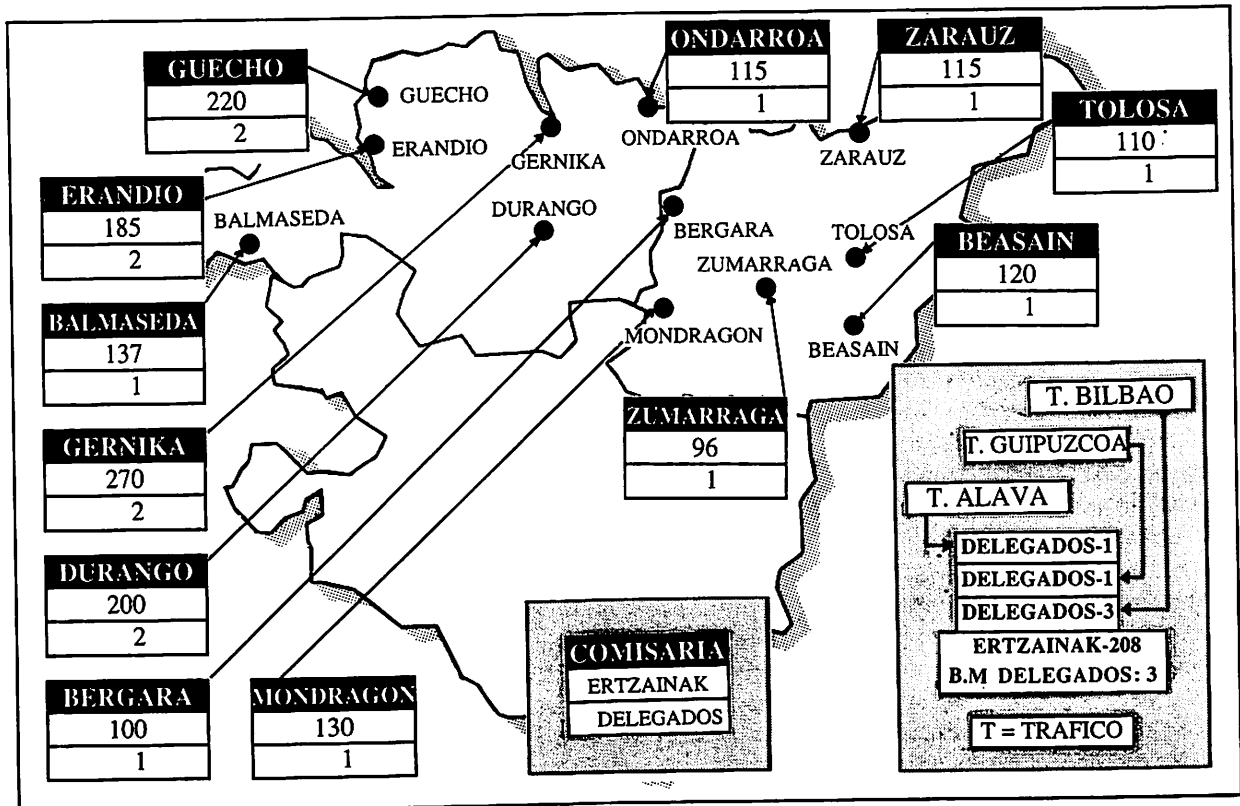 GUECHO
220
2
ONDARROA
115
1
ZARAUZ
115
1
TOLOSA
110
1
ERANDIO
185
2
BEASAIN
120
1
BALMASEDA
137
1
GERNIKA
270
2
ZUMARRAGA
96
1
DURANGO
200
2
BERGARA
100
1
MONDRAGON
130
1
GUECHO
ERANDIO
GERNIKA
ONDARROA
ZARAUZ
BALMASEDA
DURANGO
BERGARA
TOLOSA
ZUMARRAGA
MONDRAGON
BEASAIN
COMISARIA
ERTZAINAK
DELEGADOS
T. BILBAO
T. GUIPUZCOA
T. ALAVA
DELEGADOS-1
DELEGADOS-1
DELEGADOS-3
ERTZAINAK-208
B.M DELEGADOS: 3
T = TRAFICO